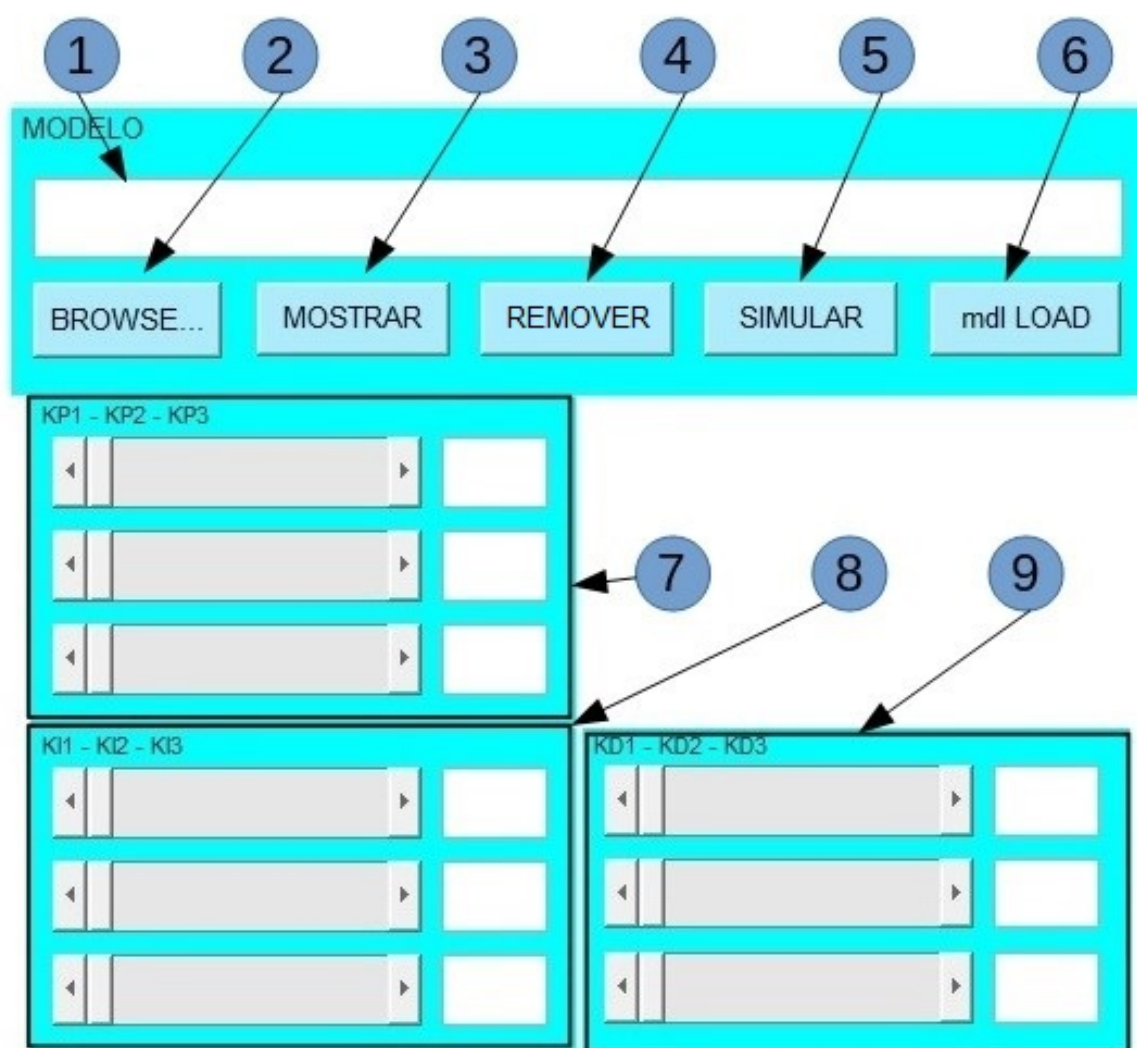 1 2 3 4 5 6
MODELO
BROWSE... MOSTRAR REMOVER SIMULAR mdl LOAD
KP1 - KP2 - KP3
7 8 9
KI1 - KI2 - KI3
KD1 - KD2 - KD3